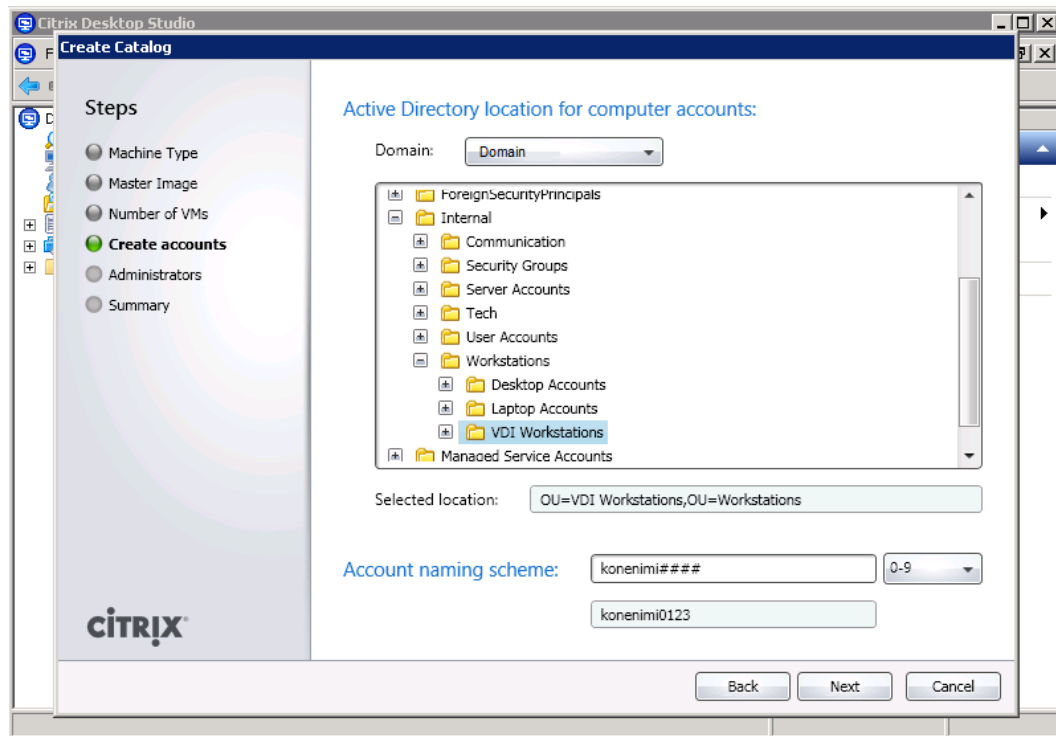 Citrix Desktop Studio
Create Catalog
Steps
Machine Type
Master Image
Number of VMs
Create accounts
Administrators
Summary
CİTRIX
Active Directory location for computer accounts:
Domain: Domain
ForeignSecurityPrincipals
Internal
Communication
Security Groups
Server Accounts
Tech
User Accounts
Workstations
Desktop Accounts
Laptop Accounts
VDI Workstations
Managed Service Accounts
Selected location: OU=VDI Workstations,OU=Workstations
Account naming scheme: konenimi#### 0-9
konenimi0123
Back Next Cancel